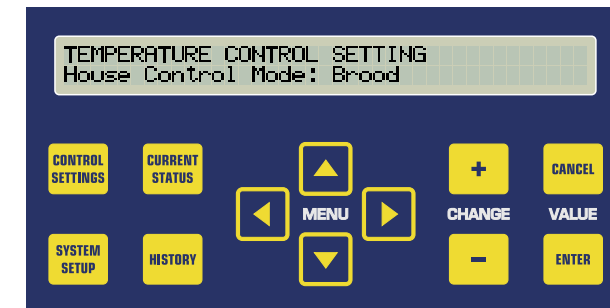 TEMPERATURE CONTROL SETTING
House Control Mode: Brood
CONTROL
SETTINGS
CURRENT
STATUS
MENU
+
CHANGE
-
CANCEL
VALUE
ENTER
SYSTEM
SETUP
HISTORY